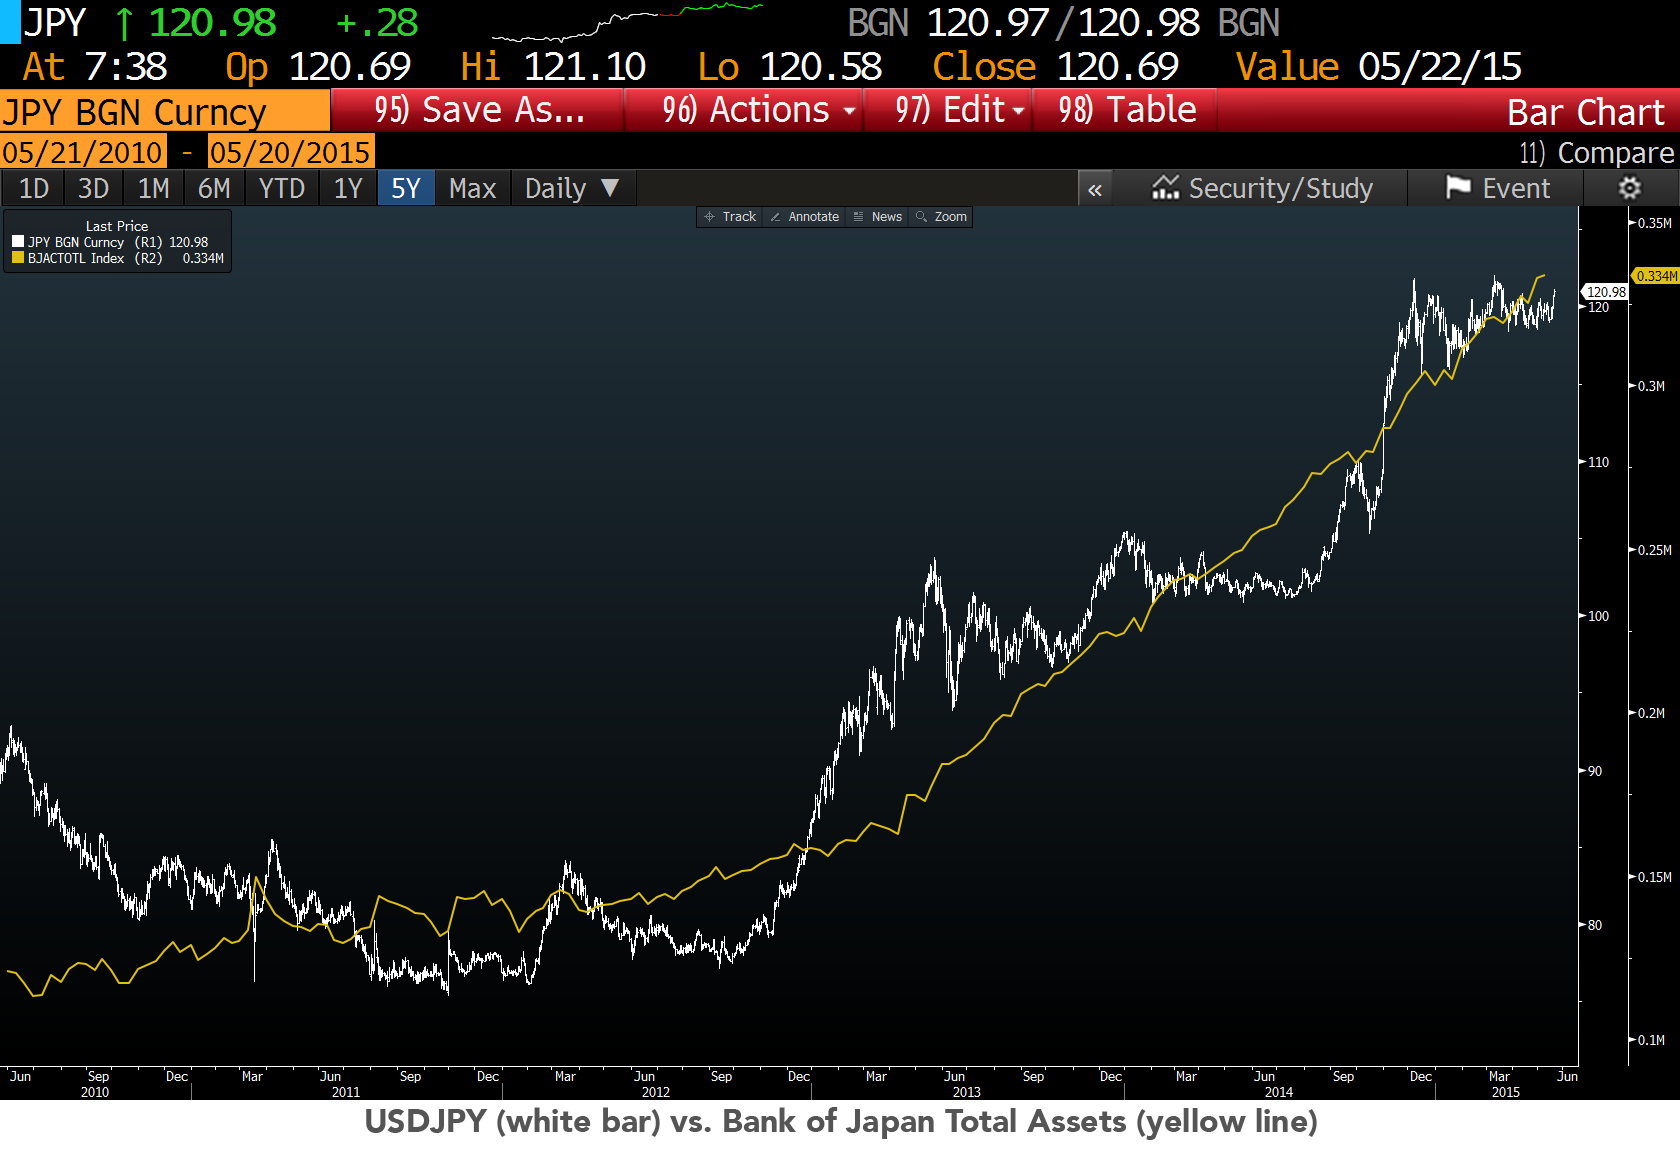 JPY ↑ 120.98 +.28 BGN 120.97/120.98 BGN
At 7:38 Op 120.69 Hi 121.10 Lo 120.58 Close 120.69 Value 05/22/15
JPY BGN Curncy 95) Save As... 96) Actions 97) Edit 98) Table Bar Chart
05/21/2010 - 05/20/2015 11) Compare
1D 3D 1M 6M YTD 1Y 5Y Max Daily ▼ « Security/Study Event
Track Annotate News Zoom
Last Price
JPY BGN Curncy (R1) 120.98
BJACTOTL Index (R2) 0.334M
0.35M
0.334M
120.98
120
0.3M
110
0.25M
100
0.2M
90
0.15M
80
0.1M
Jun Sep Dec Mar Jun Sep Dec Mar Jun Sep Dec Mar Jun Sep Dec Mar Jun Sep Dec Mar Jun
2010 2011 2012 2013 2014 2015
USDJPY (white bar) vs. Bank of Japan Total Assets (yellow line)